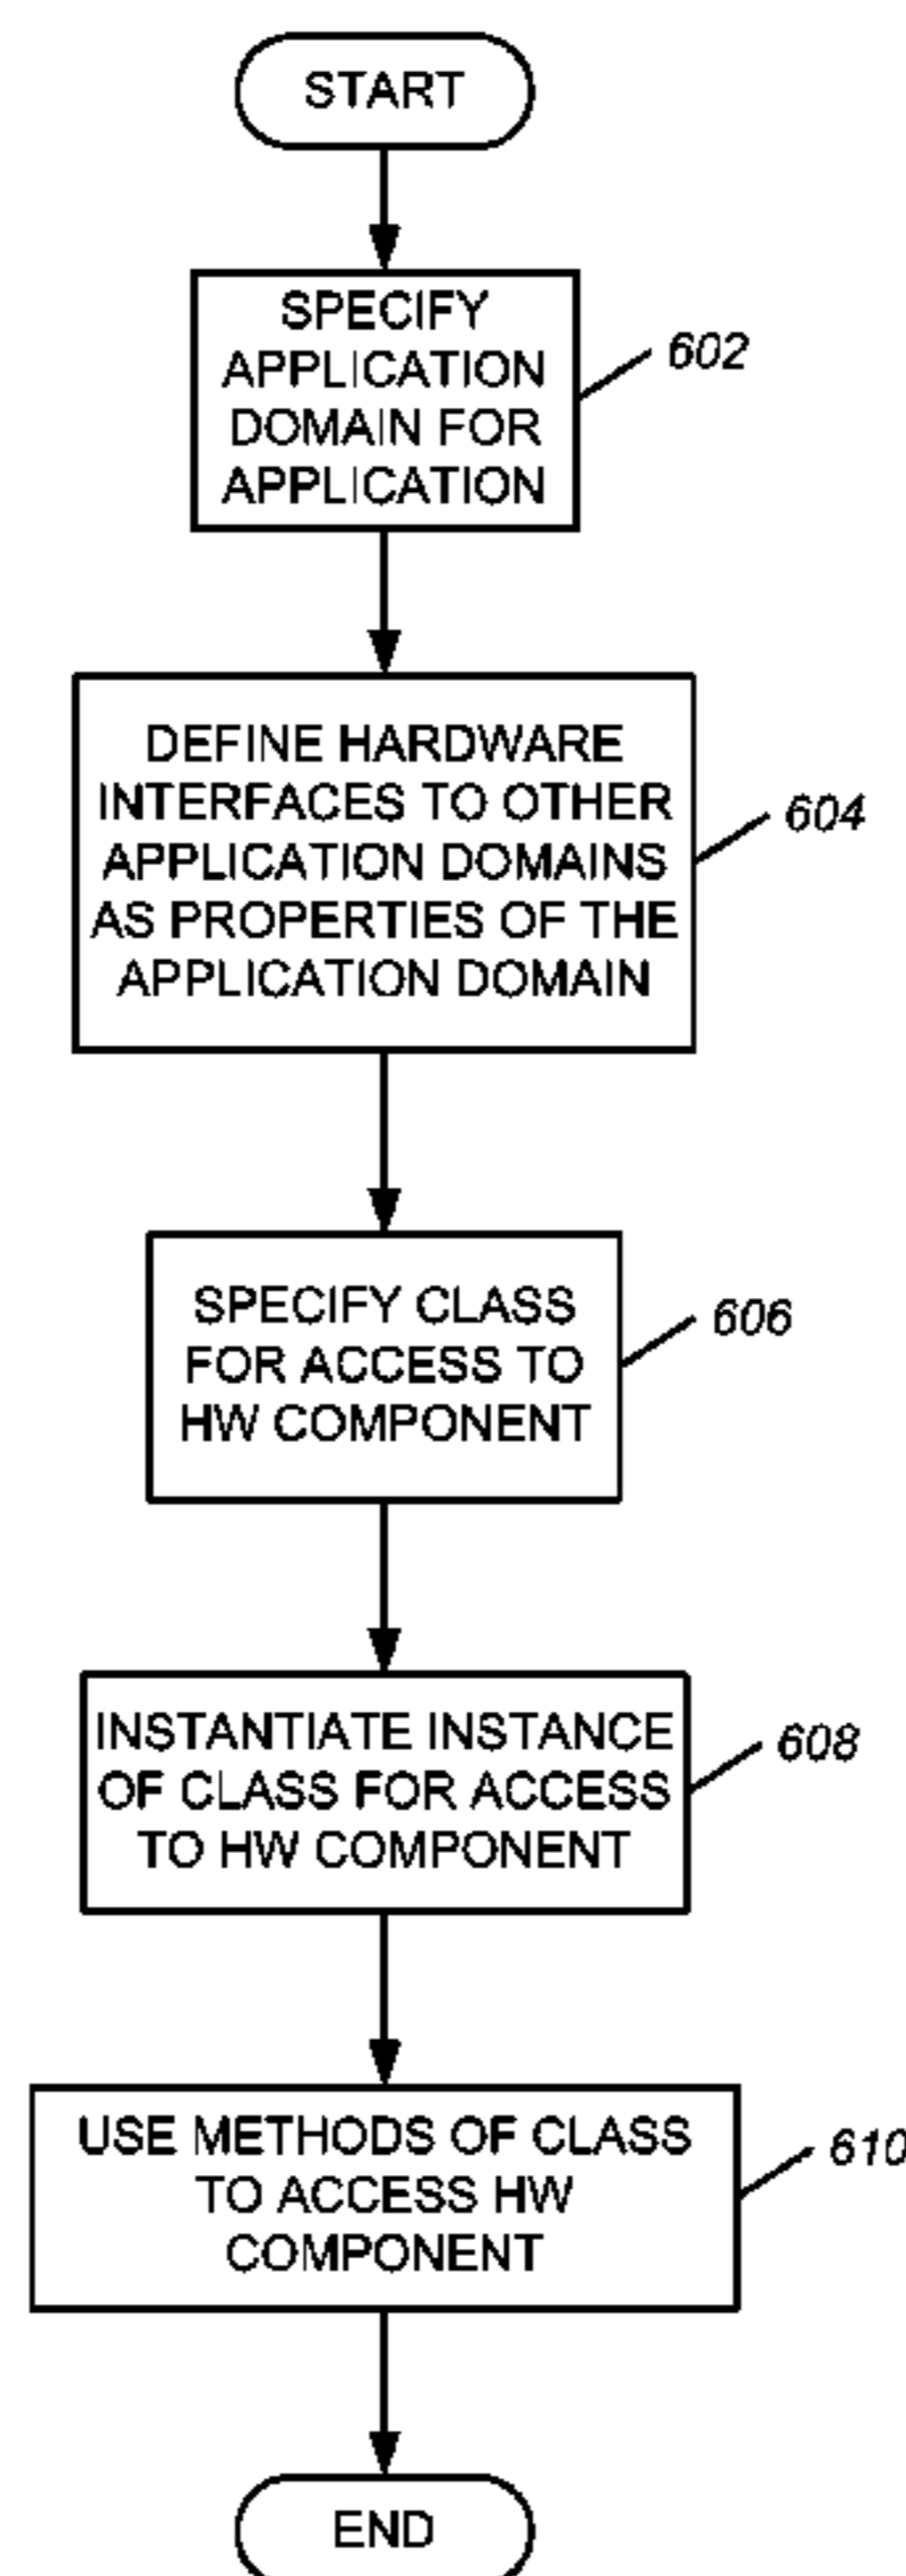 START
SPECIFY
APPLICATION
DOMAIN FOR
APPLICATION
602
DEFINE HARDWARE
INTERFACES TO OTHER
APPLICATION DOMAINS
AS PROPERTIES OF THE
APPLICATION DOMAIN
604
SPECIFY CLASS
FOR ACCESS TO
HW COMPONENT
606
INSTANTIATE INSTANCE
OF CLASS FOR ACCESS
TO HW COMPONENT
608
USE METHODS OF CLASS
TO ACCESS HW
COMPONENT
610
END